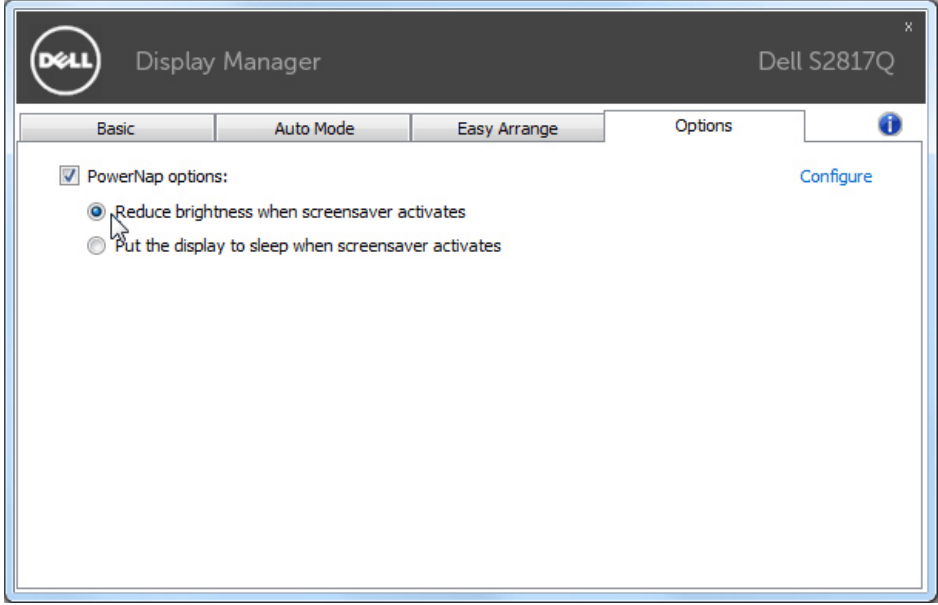 x
DELL Display Manager Dell S2817Q
Basic Auto Mode Easy Arrange Options i
PowerNap options: Configure
Reduce brightness when screensaver activates
Put the display to sleep when screensaver activates